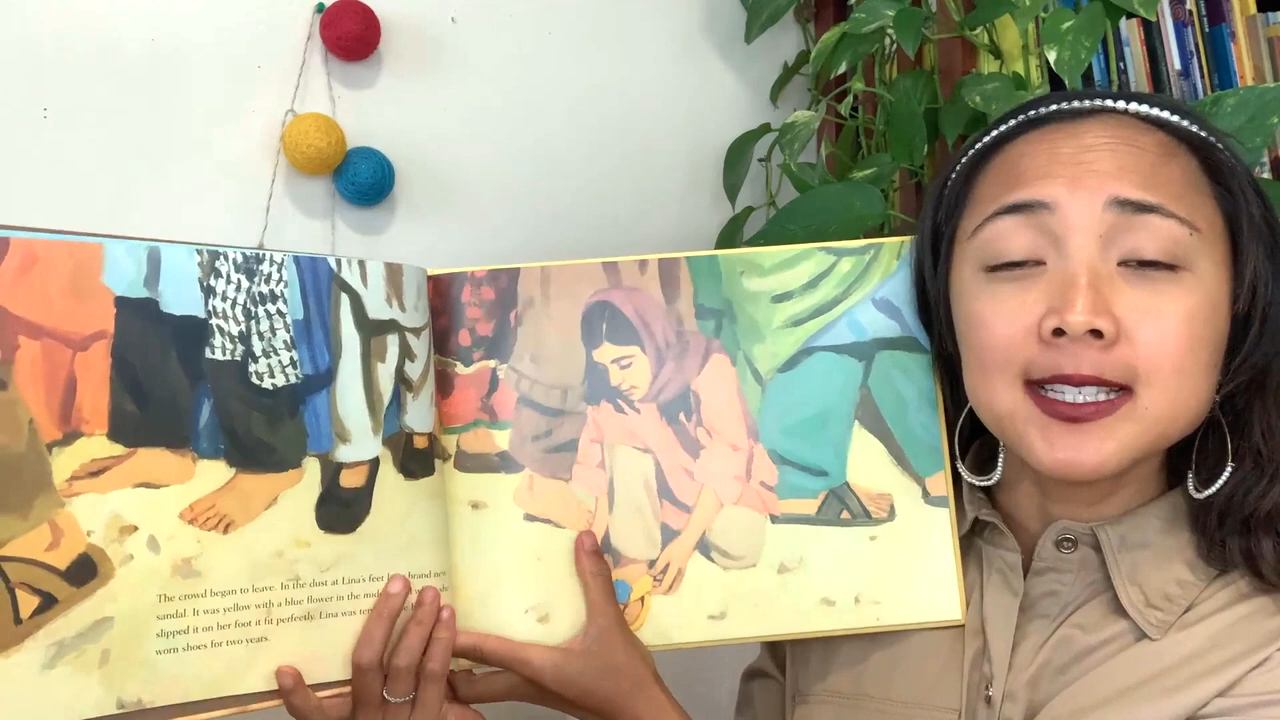 The crowd began to leave. In the dust at Lina's feet brand new
sandal. It was yellow with a blue flower in the
slipped it on her foot it fit perfectly. Lina was
worn shoes for two years.